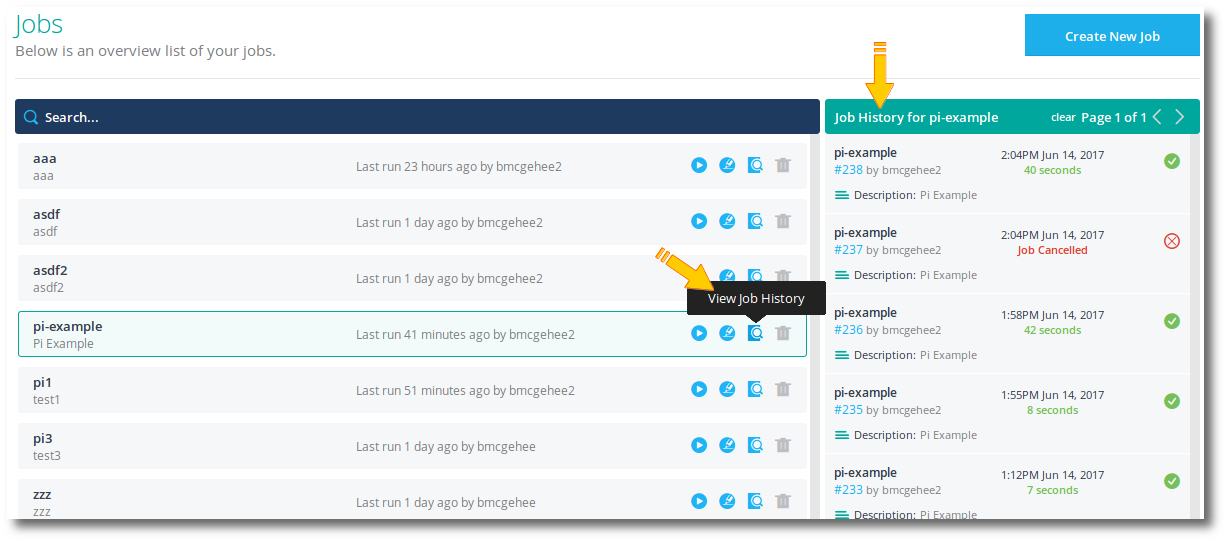 Jobs
Below is an overview list of your jobs.
Create New Job
Search...
aaa
aaa
Last run 23 hours ago by bmcgehee2
asdf
asdf
Last run 1 day ago by bmcgehee2
asdf2
asdf2
Last run 1 day ago by bmcgehee2
View Job History
pi-example
Pi Example
Last run 41 minutes ago by bmcgehee2
pi1
test1
Last run 51 minutes ago by bmcgehee2
pi3
test3
Last run 1 day ago by bmcgehee
zzz
zzz
Last run 1 day ago by bmcgehee
Job History for pi-example
clear Page 1 of 1
pi-example
#238 by bmcgehee2
2:04PM Jun 14, 2017
40 seconds
Description: Pi Example
pi-example
#237 by bmcgehee2
2:04PM Jun 14, 2017
Job Cancelled
Description: Pi Example
pi-example
#236 by bmcgehee2
1:58PM Jun 14, 2017
42 seconds
Description: Pi Example
pi-example
#235 by bmcgehee2
1:55PM Jun 14, 2017
8 seconds
Description: Pi Example
pi-example
#233 by bmcgehee2
1:12PM Jun 14, 2017
7 seconds
Description: Pi Example